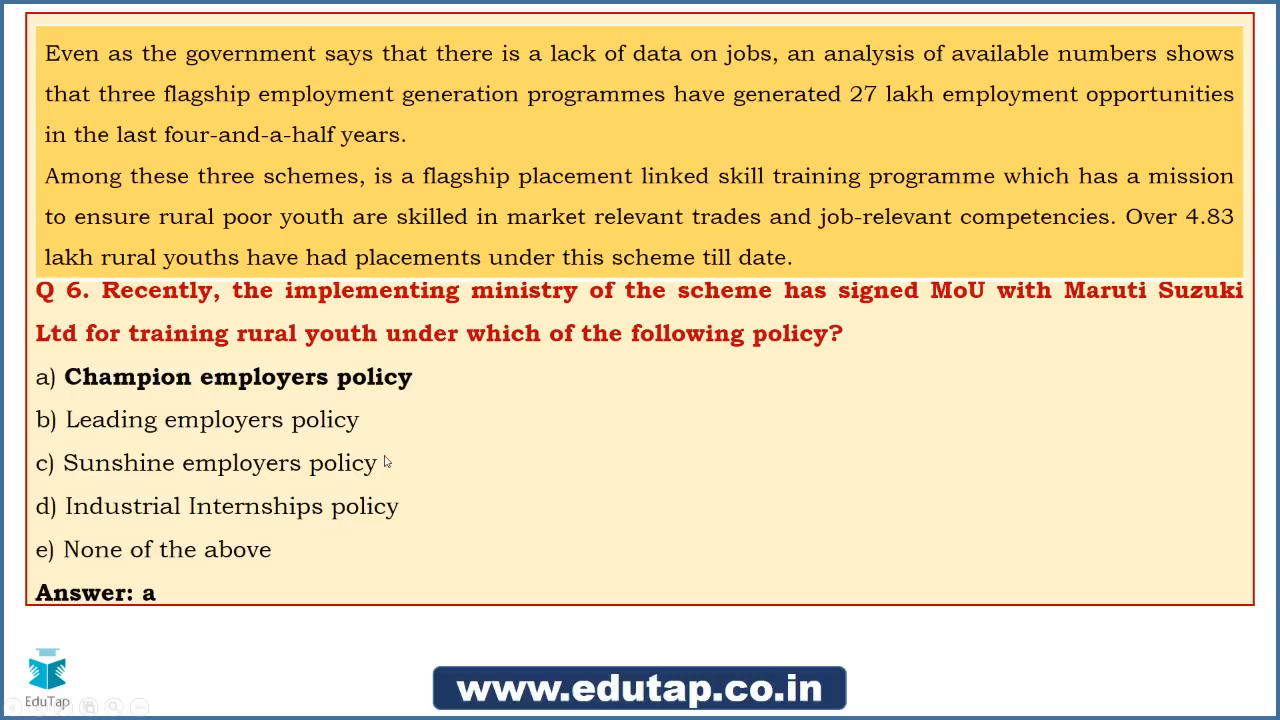 Even as the government says that there is a lack of data on jobs, an analysis of available numbers shows
that three flagship employment generation programmes have generated 27 lakh employment opportunities
in the last four-and-a-half years.
Among these three schemes, is a flagship placement linked skill training programme which has a mission
to ensure rural poor youth are skilled in market relevant trades and job-relevant competencies. Over 4.83
lakh rural youths have had placements under this scheme till date.
Q 6. Recently, the implementing ministry of the scheme has signed MoU with Maruti Suzuki
Ltd for training rural youth under which of the following policy?
a) Champion employers policy
b) Leading employers policy
c) Sunshine employers policy
d) Industrial Internships policy
e) None of the above
Answer: a
EduTap
www.edutap.co.in